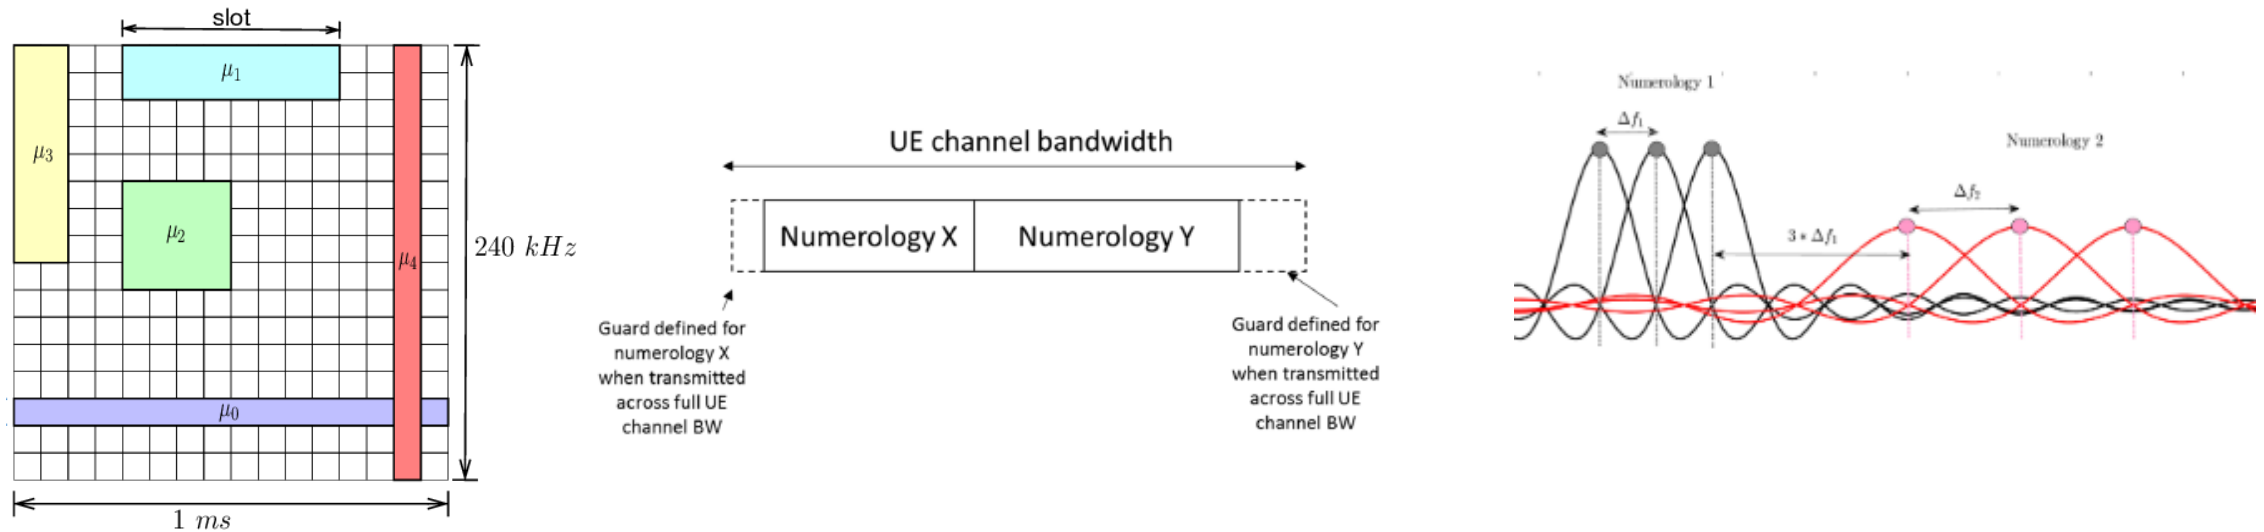 slot
μ1
μ3
μ2
μ4
240 kHz
μ0
1 ms
UE channel bandwidth
Numerology X
Numerology Y
Guard defined for
numerology X
when transmitted
across full UE
channel BW
Guard defined for
numerology Y
when transmitted
across full UE
channel BW
Numerology 1
Δf1
Numerology 2
Δf2
3 * Δf1